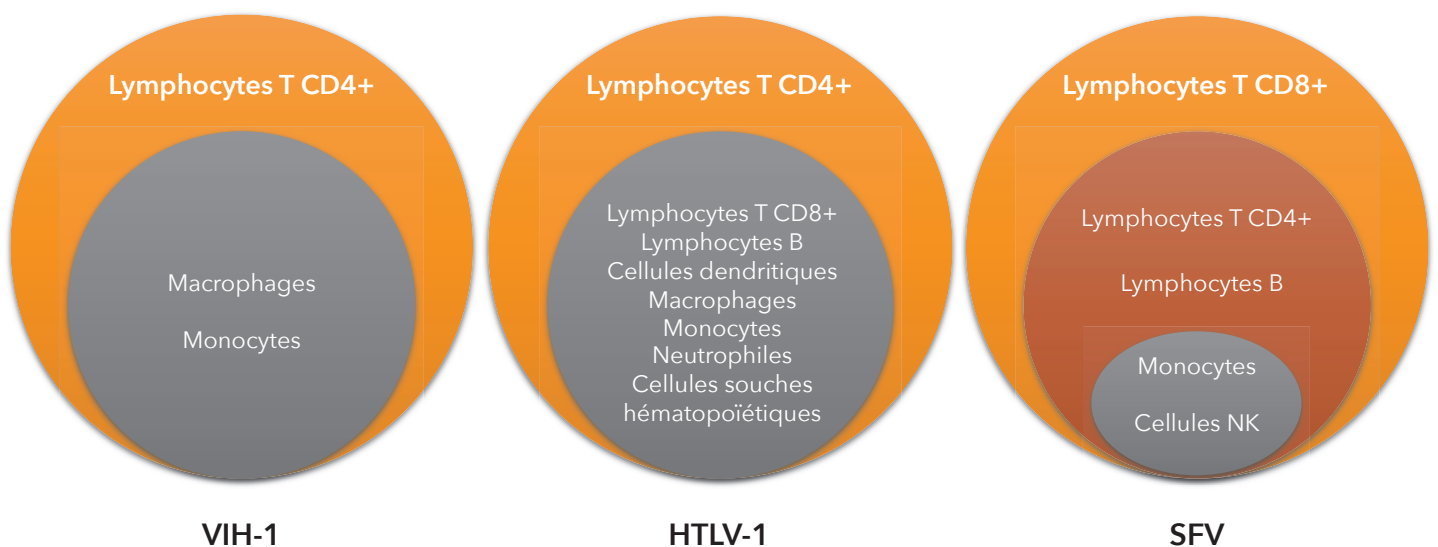 Lymphocytes T CD4+
Macrophages
Monocytes
VIH-1
Lymphocytes T CD4+
Lymphocytes T CD8+
Lymphocytes B
Cellules dendritiques
Macrophages
Monocytes
Neutrophiles
Cellules souches
hématopoïétiques
HTLV-1
Lymphocytes T CD8+
Lymphocytes T CD4+
Lymphocytes B
Monocytes
Cellules NK
SFV